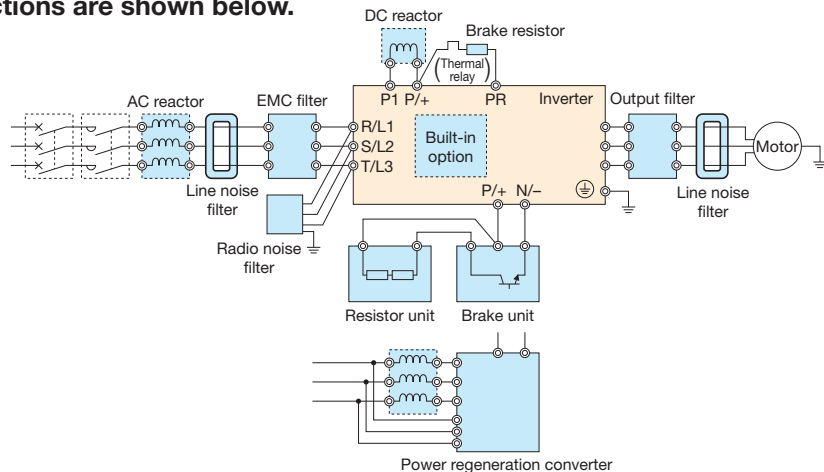 ctions are shown below.
DC reactor
Brake resistor
(Thermal
relay)
P1 P/+
PR
Inverter
AC reactor
EMC filter
Output filter
R/L1
S/L2
T/L3
Built-in
option
Motor
Line noise
filter
P/+ N/−
Line noise
filter
Radio noise
filter
Resistor unit
Brake unit
Power regeneration converter